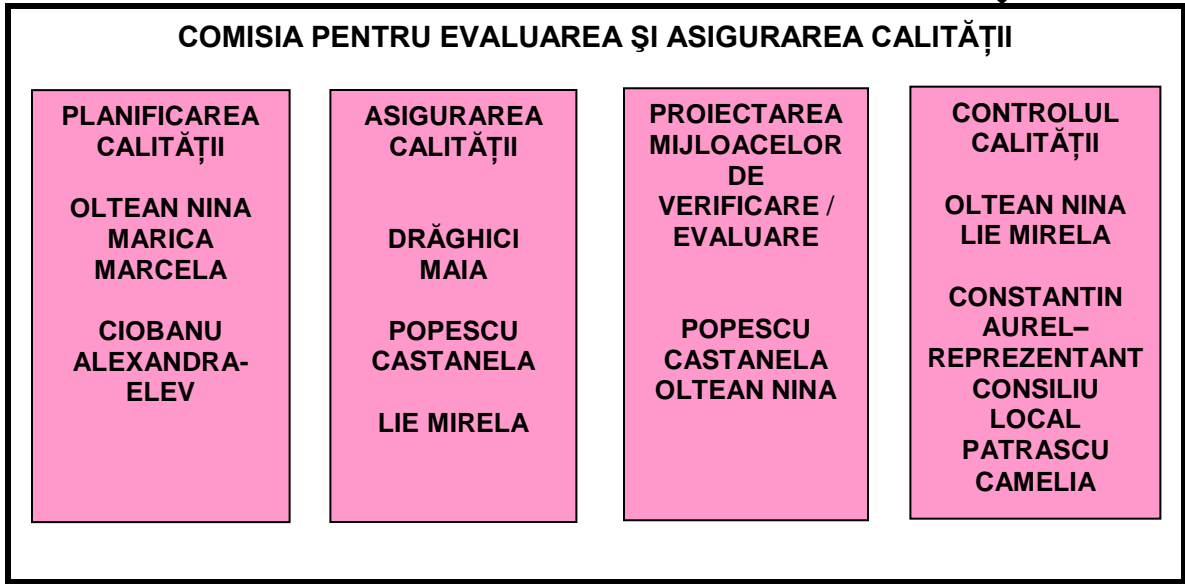 COMISIA PENTRU EVALUAREA ŞI ASIGURAREA CALITĂȚII
PLANIFICAREA
CALITĂȚII
OLTEAN NINA
MARICA
MARCELA
CIOBANU
ALEXANDRA-
ELEV
ASIGURAREA
CALITĂȚII
DRĂGHICI
MAIA
POPESCU
CASTANELA
LIE MIRELA
PROIECTAREA
MIJLOACELOR
DE
VERIFICARE /
EVALUARE
POPESCU
CASTANELA
OLTEAN NINA
CONTROLUL
CALITĂȚII
OLTEAN NINA
LIE MIRELA
CONSTANTIN
AUREL–
REPREZENTANT
CONSILIU
LOCAL
PATRASCU
CAMELIA